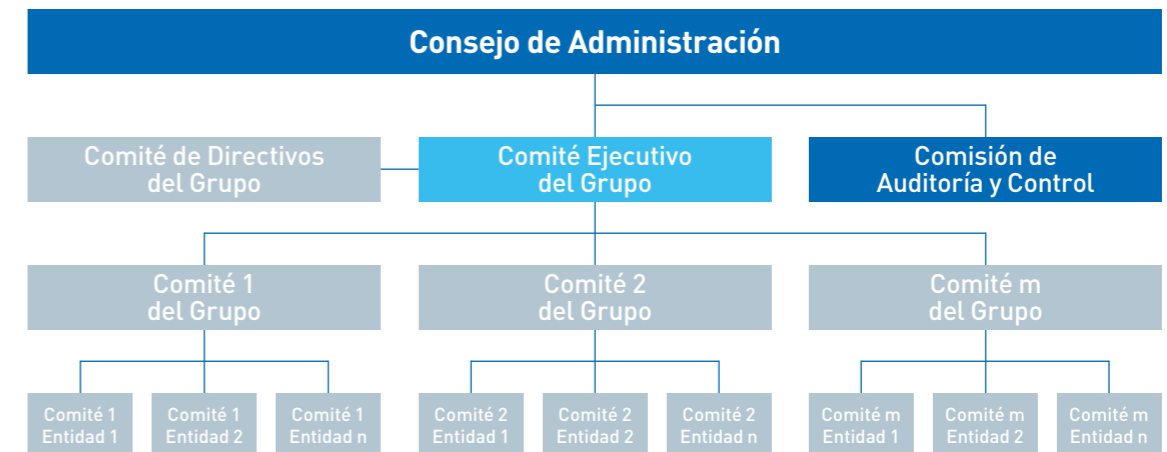 Consejo de Administración
Comité de Directivos
del Grupo
Comité Ejecutivo
del Grupo
Comisión de
Auditoría y Control
Comité 1
del Grupo
Comité 2
del Grupo
Comité m
del Grupo
Comité 1
Entidad 1
Comité 1
Entidad 2
Comité 1
Entidad n
Comité 2
Entidad 1
Comité 2
Entidad 2
Comité 2
Entidad n
Comité m
Entidad 1
Comité m
Entidad 2
Comité m
Entidad n